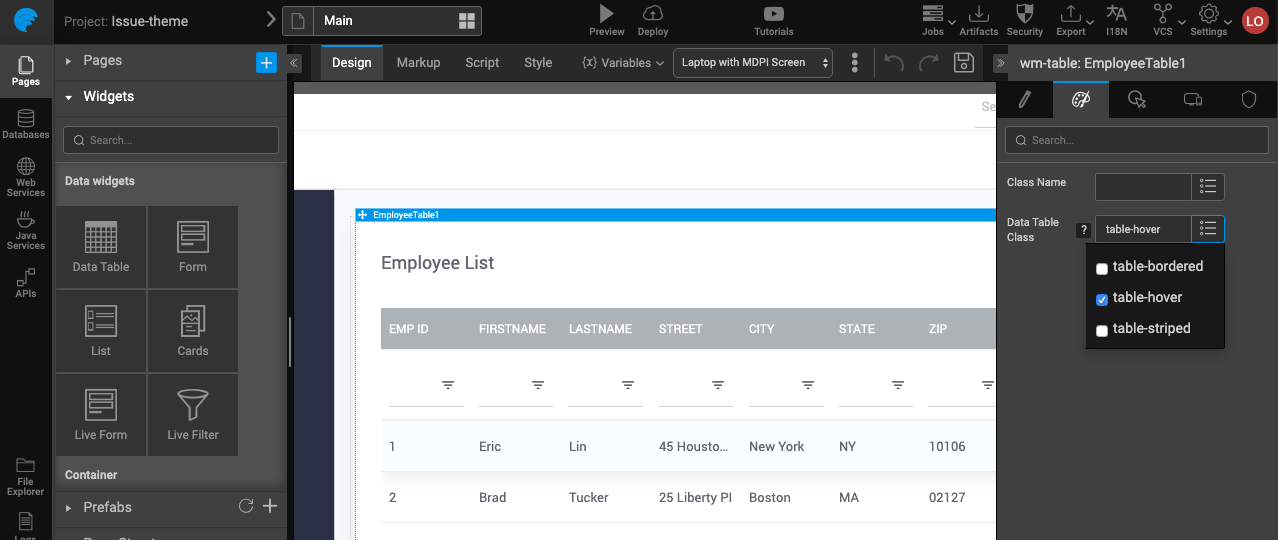 Project: Issue-theme
Main
Preview
Deploy
Tutorials
Jobs
Artifacts
Security
Export
I18N
VCS
Settings
LO
Pages
Databases
Web
Services
Java
Services
APIs
File
Explorer
Logs
Pages
Widgets
Search...
Data widgets
Data Table
Form
List
Cards
Live Form
Live Filter
Container
Prefabs
Design
Markup
Script
Style
{x} Variables
Laptop with MDPI Screen
Se
EmployeeTable1
Employee List
EMP ID FIRSTNAME LASTNAME STREET CITY STATE ZIP
1 Eric Lin 45 Housto... New York NY 10106
2 Brad Tucker 25 Liberty Pl Boston MA 02127
wm-table: EmployeeTable1
Search...
Class Name
Data Table
Class
?
table-hover
table-bordered
table-hover
table-striped